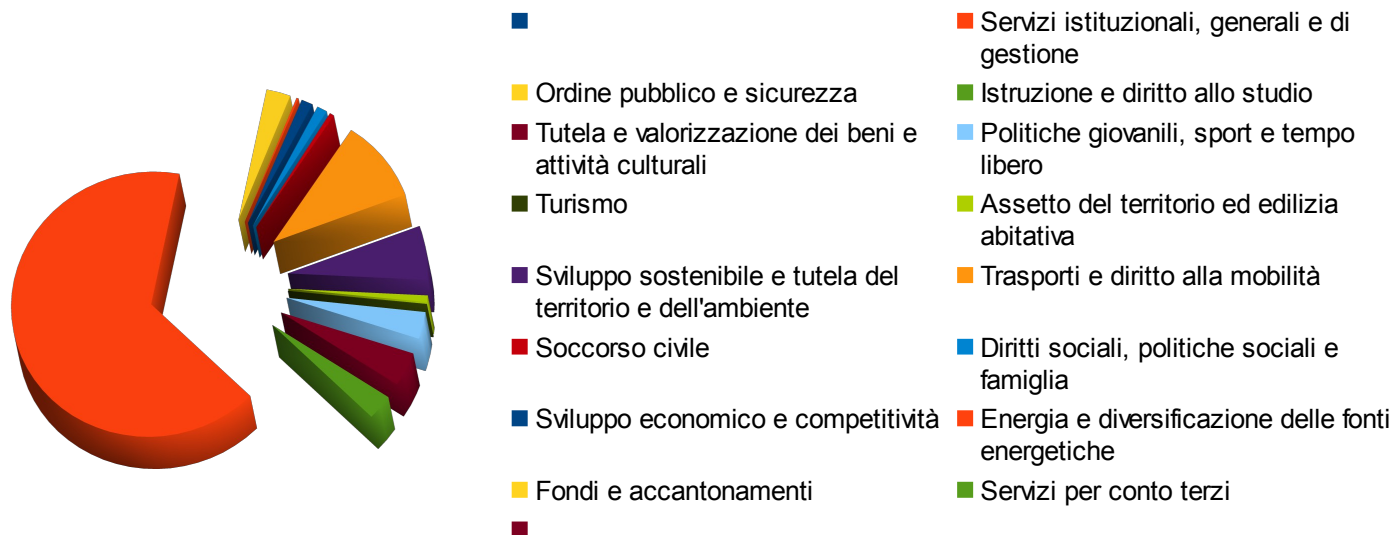 Servizi istituzionali, generali e di
gestione
Ordine pubblico e sicurezza
Istruzione e diritto allo studio
Tutela e valorizzazione dei beni e
attività culturali
Politiche giovanili, sport e tempo
libero
Turismo
Assetto del territorio ed edilizia
abitativa
Sviluppo sostenibile e tutela del
territorio e dell'ambiente
Trasporti e diritto alla mobilità
Soccorso civile
Diritti sociali, politiche sociali e
famiglia
Sviluppo economico e competitività
Energia e diversificazione delle fonti
energetiche
Fondi e accantonamenti
Servizi per conto terzi